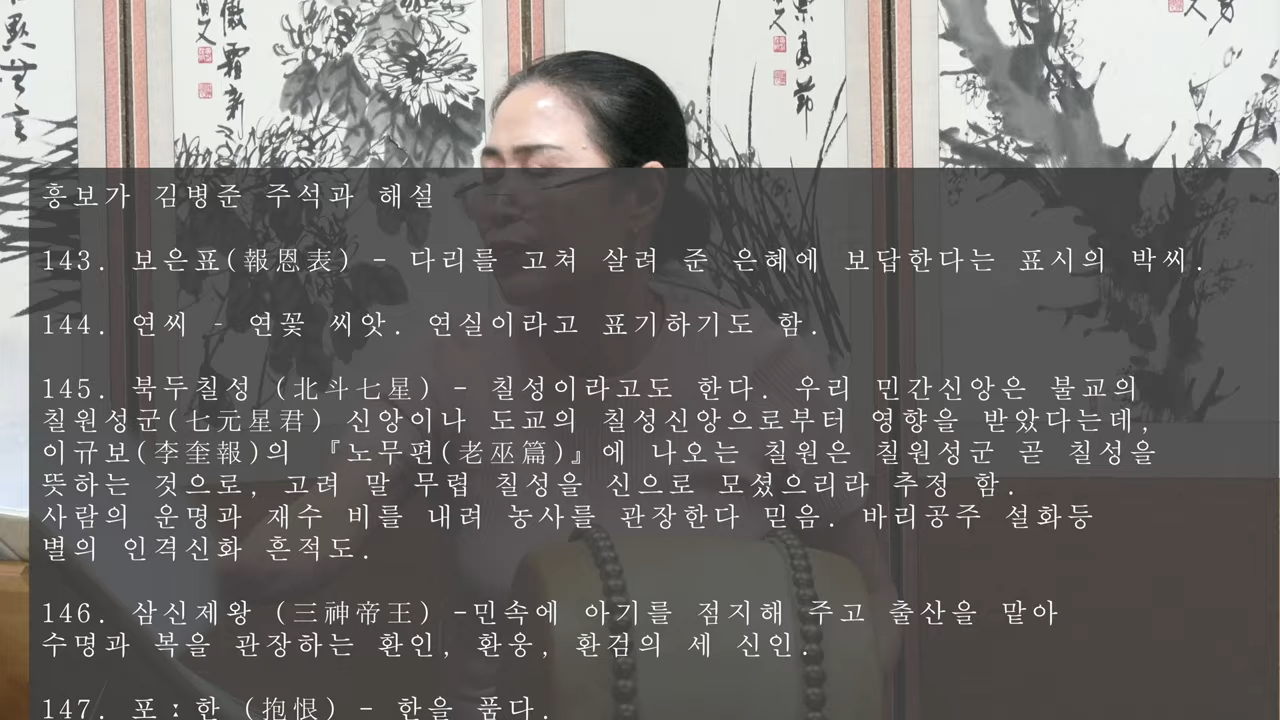 傲霜新
高節
흥보가 김병준 주석과 해설
143. 보은표(報恩表) - 다리를 고쳐 살려 준 은혜에 보답한다는 표시의 박씨.
144. 연씨 - 연꽃 씨앗. 연실이라고 표기하기도 함.
145. 북두칠성 (北斗七星) - 칠성이라고도 한다. 우리 민간신앙은 불교의
칠원성군(七元星君) 신앙이나 도교의 칠성신앙으로부터 영향을 받았다는데,
이규보(李奎報)의 『노무편(老巫篇)』에 나오는 칠원은 칠원성군 곧 칠성을
뜻하는 것으로, 고려 말 무렵 칠성을 신으로 모셨으리라 추정 함.
사람의 운명과 재수 비를 내려 농사를 관장한다 믿음. 바리공주 설화등
별의 인격신화 흔적도.
146. 삼신제왕 (三神帝王) -민속에 아기를 점지해 주고 출산을 맡아
수명과 복을 관장하는 환인, 환웅, 환검의 세 신인.
147. 포:한 (抱恨) - 한을 품다.